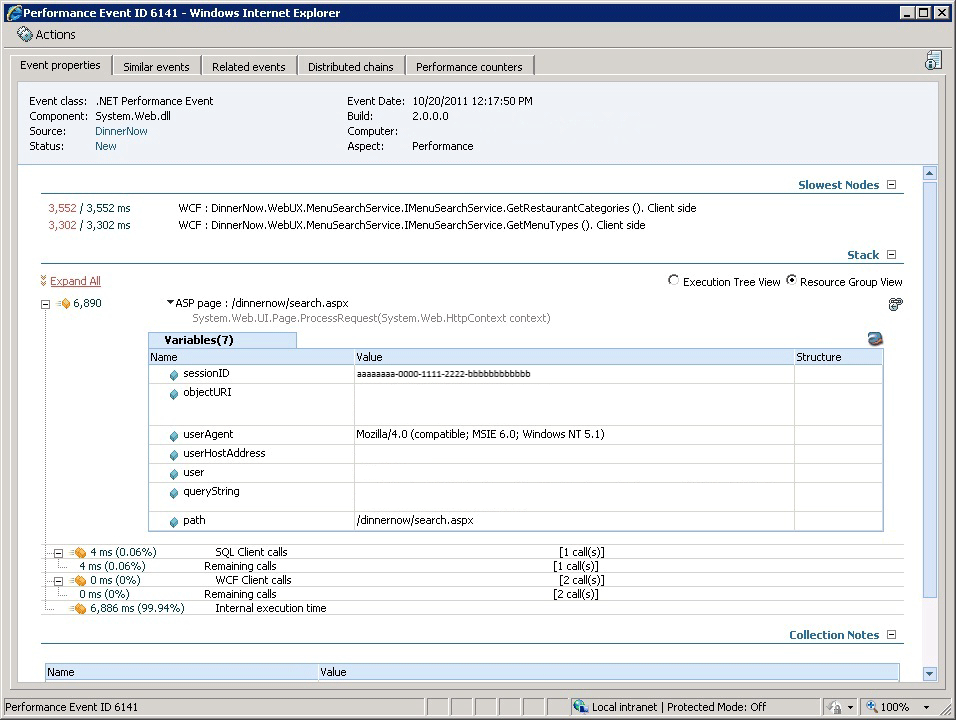 Performance Event ID 6141 - Windows Internet Explorer
Actions
Event properties Similar events Related events Distributed chains Performance counters
Event class: .NET Performance Event Event Date: 10/20/2011 12:17:50 PM
Component: System.Web.dll Build: 2.0.0.0
Source: DinnerNow Computer:
Status: New Aspect: Performance
Slowest Nodes
3,552 / 3,552 ms WCF : DinnerNow.WebUX.MenuSearchService.IMenuSearchService.GetRestaurantCategories (). Client side
3,302 / 3,302 ms WCF : DinnerNow.WebUX.MenuSearchService.IMenuSearchService.GetMenuTypes (). Client side
Stack
Expand All Execution Tree View Resource Group View
6,890 ASP page : /dinnernow/search.aspx
System.Web.UI.Page.ProcessRequest(System.Web.HttpContext context)
Variables(7)
Name Value Structure
sessionID aaaaaaaa-0000-1111-2222-bbbbbbbbbbbb
objectURI
userAgent Mozilla/4.0 (compatible; MSIE 6.0; Windows NT 5.1)
userHostAddress
user
queryString
path /dinnernow/search.aspx
4 ms (0.06%) SQL Client calls [1 call(s)]
4 ms (0.06%) Remaining calls [1 call(s)]
0 ms (0%) WCF Client calls [2 call(s)]
0 ms (0%) Remaining calls [2 call(s)]
6,886 ms (99.94%) Internal execution time
Collection Notes
Name Value
Performance Event ID 6141 Local intranet | Protected Mode: Off 100%